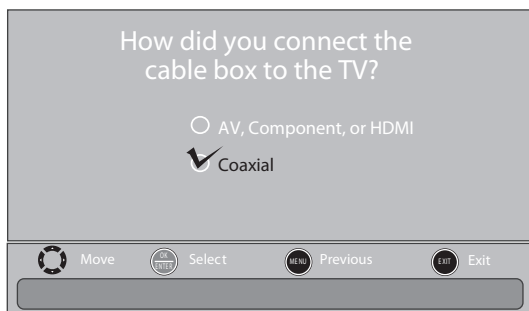 How did you connect the
cable box to the TV?
AV, Component, or HDMI
Coaxial
Move OK ENTER Select MENU Previous EXIT Exit